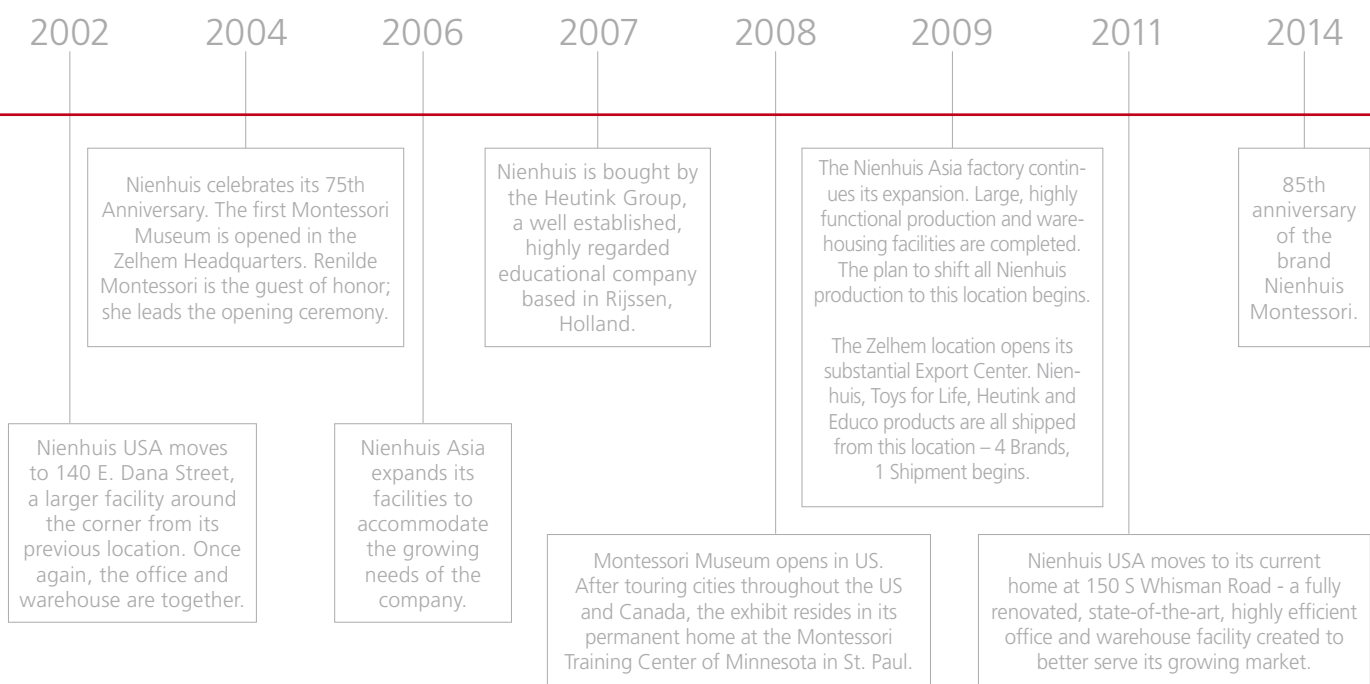 2002
2004
2006
2007
2008
2009
2011
2014
Nienhuis USA moves
to 140 E. Dana Street,
a larger facility around
the corner from its
previous location. Once
again, the office and
warehouse are together.
Nienhuis celebrates its 75th
Anniversary. The first Montessori
Museum is opened in the
Zelhem Headquarters. Renilde
Montessori is the guest of honor;
she leads the opening ceremony.
Nienhuis Asia
expands its
facilities to
accommodate
the growing
needs of the
company.
Nienhuis is bought by
the Heutink Group,
a well established,
highly regarded
educational company
based in Rijssen,
Holland.
Montessori Museum opens in US.
After touring cities throughout the US
and Canada, the exhibit resides in its
permanent home at the Montessori
Training Center of Minnesota in St. Paul.
The Nienhuis Asia factory contin-
ues its expansion. Large, highly
functional production and ware-
housing facilities are completed.
The plan to shift all Nienhuis
production to this location begins.
The Zelhem location opens its
substantial Export Center. Nien-
huis, Toys for Life, Heutink and
Educo products are all shipped
from this location – 4 Brands,
1 Shipment begins.
Nienhuis USA moves to its current
home at 150 S Whisman Road - a fully
renovated, state-of-the-art, highly efficient
office and warehouse facility created to
better serve its growing market.
85th
anniversary
of the
brand
Nienhuis
Montessori.